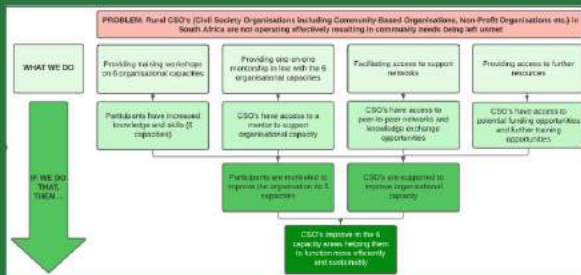 PROBLEM: Rural CSO's (Civil Society Organisations Including Community-Based Organisations, Non-Profit Organisations etc.) in
South Africa are not operating effectively resulting in community needs being left unmet
WHAT WE DO
Providing training workshops
on 6 organisational capacities
Providing one-on-one
mentorship in line with the 6
organisational capacities
Facilitating access to support
networks
Providing access to further
resources
IF WE DO
THAT,
THEN...
Participants have increased
knowledge and skills (6
capacities)
CSO's have access to a
mentor to support
organisational capacity
CSO's have access to
peer-to-peer networks and
knowledge exchange
opportunities
CSO's have access to
potential funding opportunities
and further training
opportunities
Participants are motivated to
improve the organisation its
capacities
CSO's are supported to
improve organisational
capacity
CSO's improve in the 6
capacity areas helping them
to function more efficiently
and sustainably